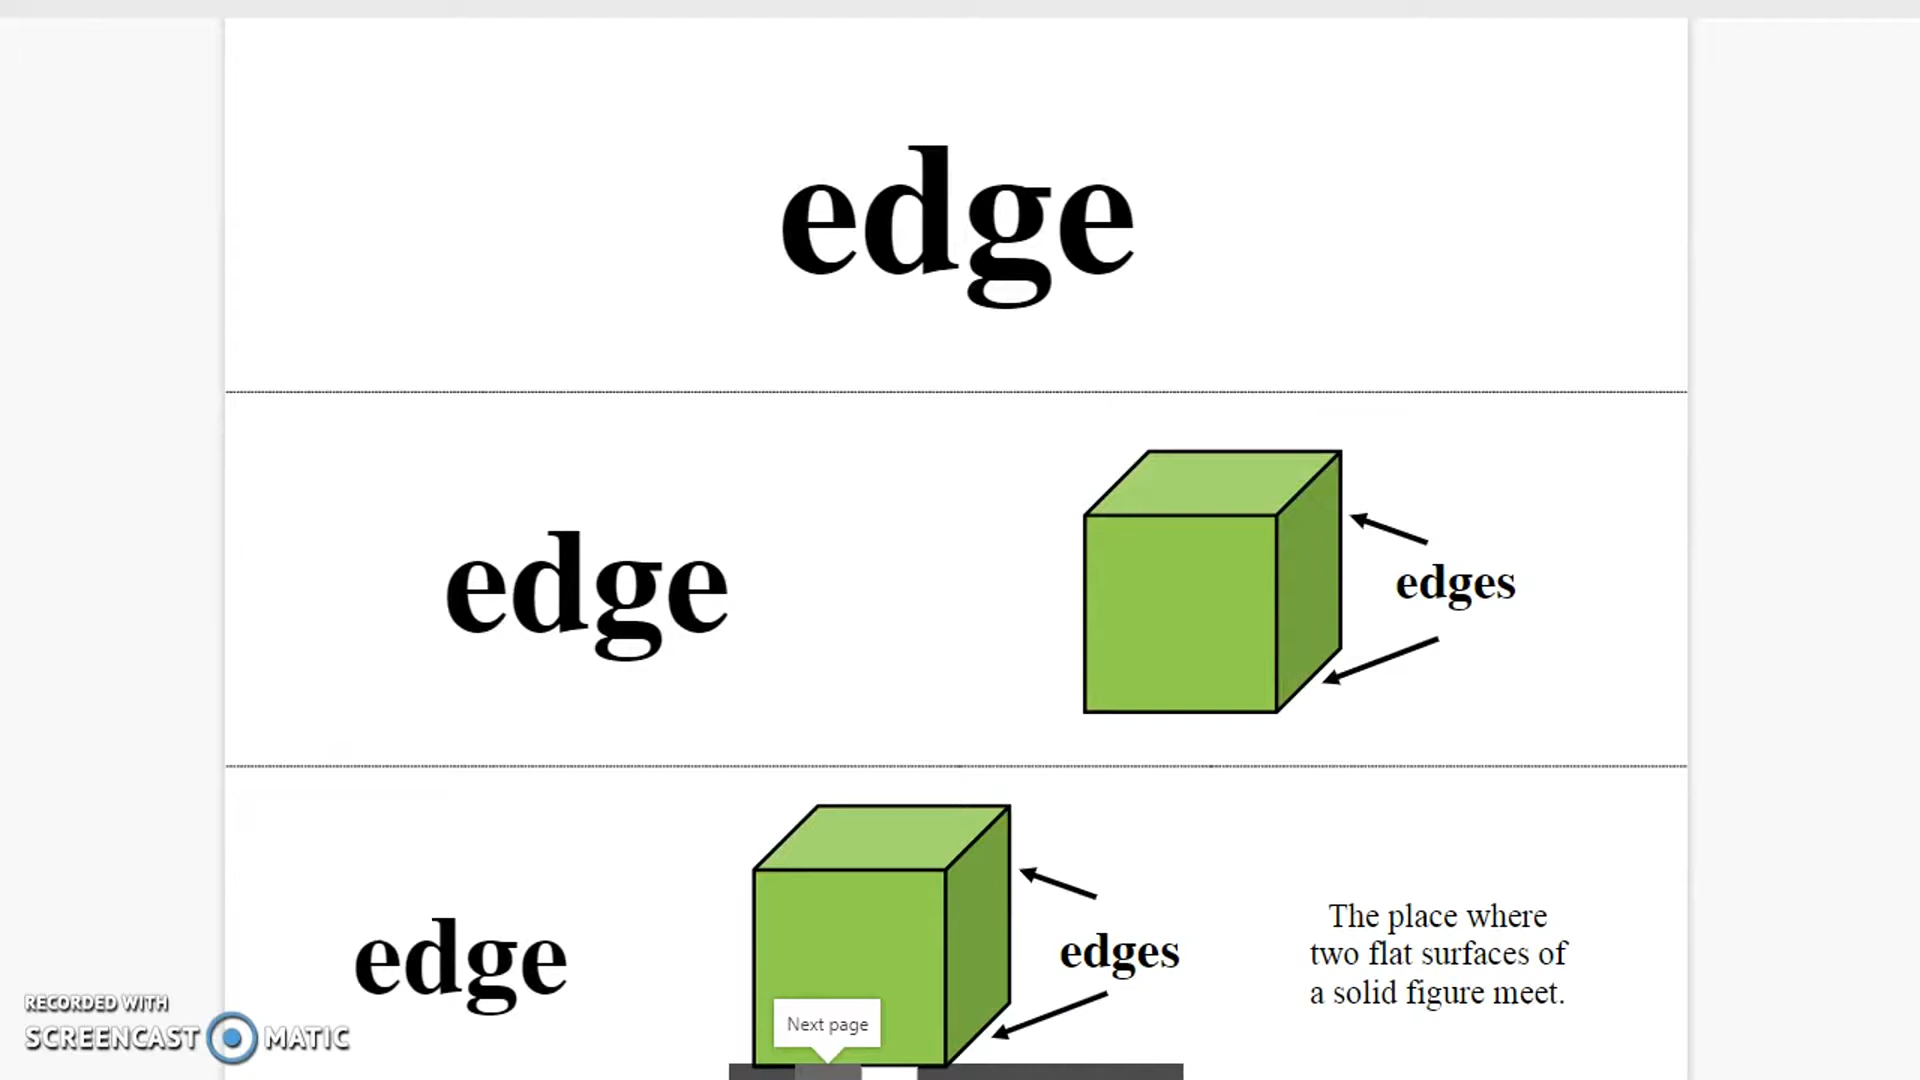 edge
edge
edges
edge
edges
The place where
two flat surfaces of
a solid figure meet.
Next page
RECORDED WITH
SCREENCAST MATIC